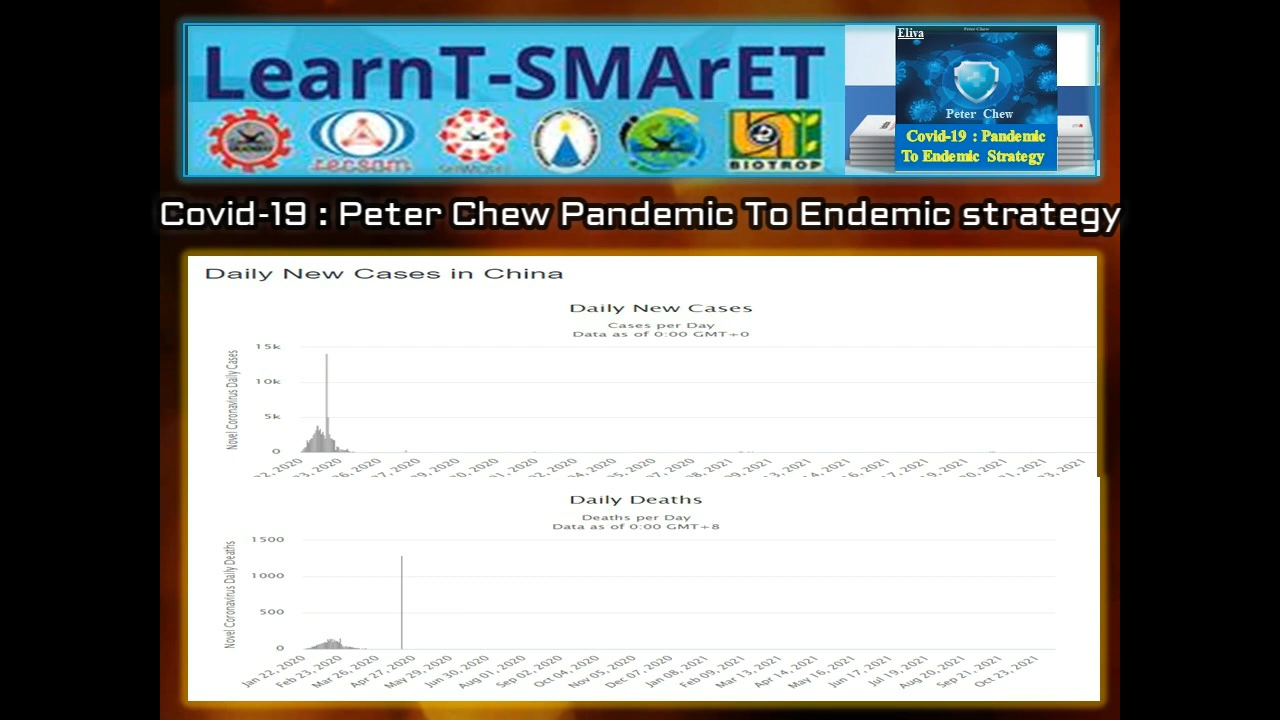 LearnT-SMArET
Eliva
Peter Chew
Peter Chew
Covid-19 : Pandemic
To Endemic Strategy
recsam
BIOTROP
Covid-19 : Peter Chew Pandemic To Endemic strategy
Daily New Cases in China
Daily New Cases
Cases per Day
Data as of 0:00 GMT+0
Novel Coronavirus Daily Cases
15k
10k
5k
0
Daily Deaths
Deaths per Day
Data as of 0:00 GMT+8
Novel Coronavirus Daily Deaths
1500
1000
500
0
Jan 22, 2020 Feb 23, 2020 Mar 26, 2020 Apr 27, 2020 May 29, 2020 Jun 30, 2020 Aug 01, 2020 Sep 02, 2020 Oct 04, 2020 Nov 05, 2020 Dec 07, 2020 Jan 08, 2021 Feb 09, 2021 Mar 13, 2021 Apr 14, 2021 May 16, 2021 Jun 17, 2021 Jul 19, 2021 Aug 20, 2021 Sep 21, 2021 Oct 23, 2021